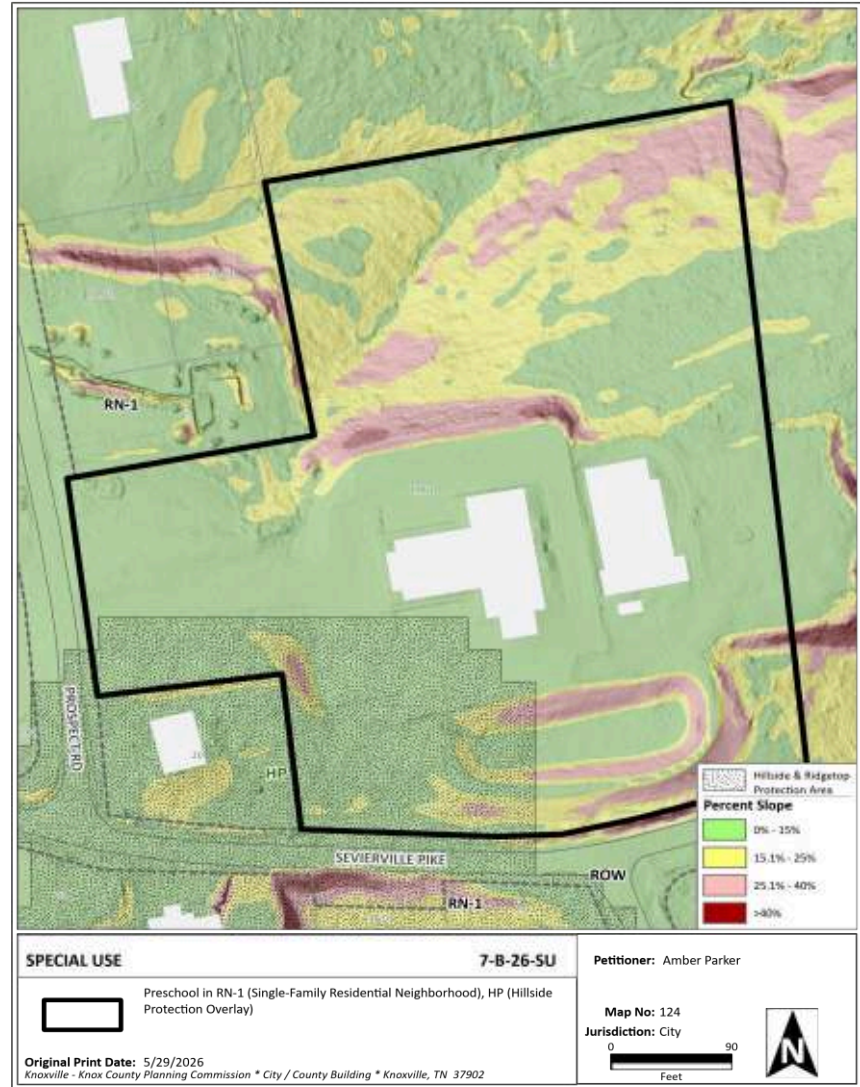 RN-1
PROSPECT RD
HP
SEVIERVILLE PIKE
ROW
RN-1
Hillside & Ridgetop
Protection Area
Percent Slope
0% - 15%
15.1% - 25%
25.1% - 40%
>40%
SPECIAL USE
7-B-26-SU
Preschool in RN-1 (Single-Family Residential Neighborhood), HP (Hillside
Protection Overlay)
Original Print Date: 5/29/2026
Knoxville - Knox County Planning Commission * City / County Building * Knoxville, TN 37902
Petitioner: Amber Parker
Map No: 124
Jurisdiction: City
0 90
Feet
N